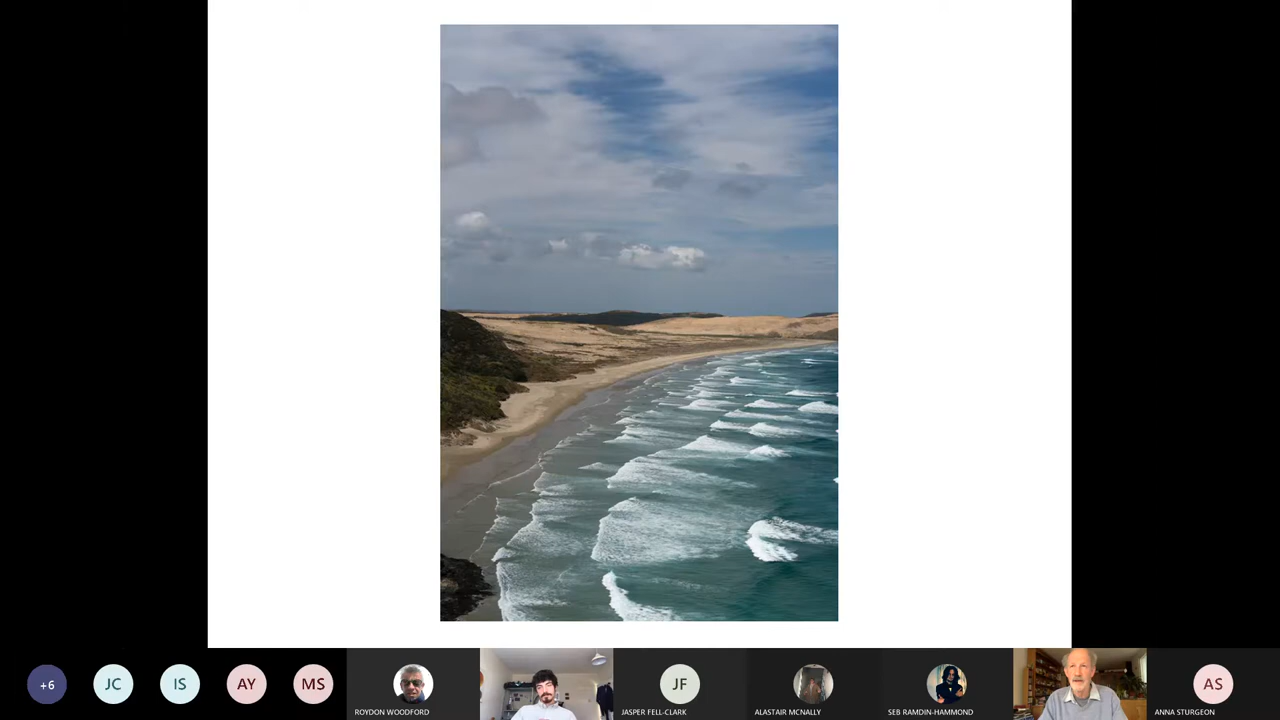 +6
JC
IS
AY
MS
ROYDON WOODFORD
JF
JASPER FELL-CLARK
ALASTAIR MCNALLY
SEB RAMDIN-HAMMOND
AS
ANNA STURGEON